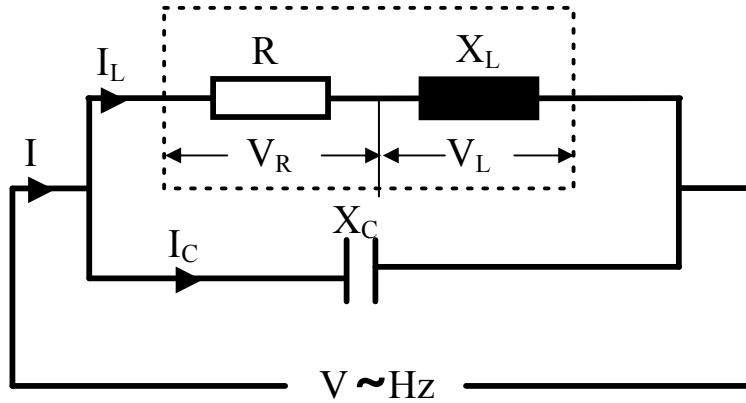 R X_L
I_L
V_R V_L
I
X_C
I_C
V ~Hz